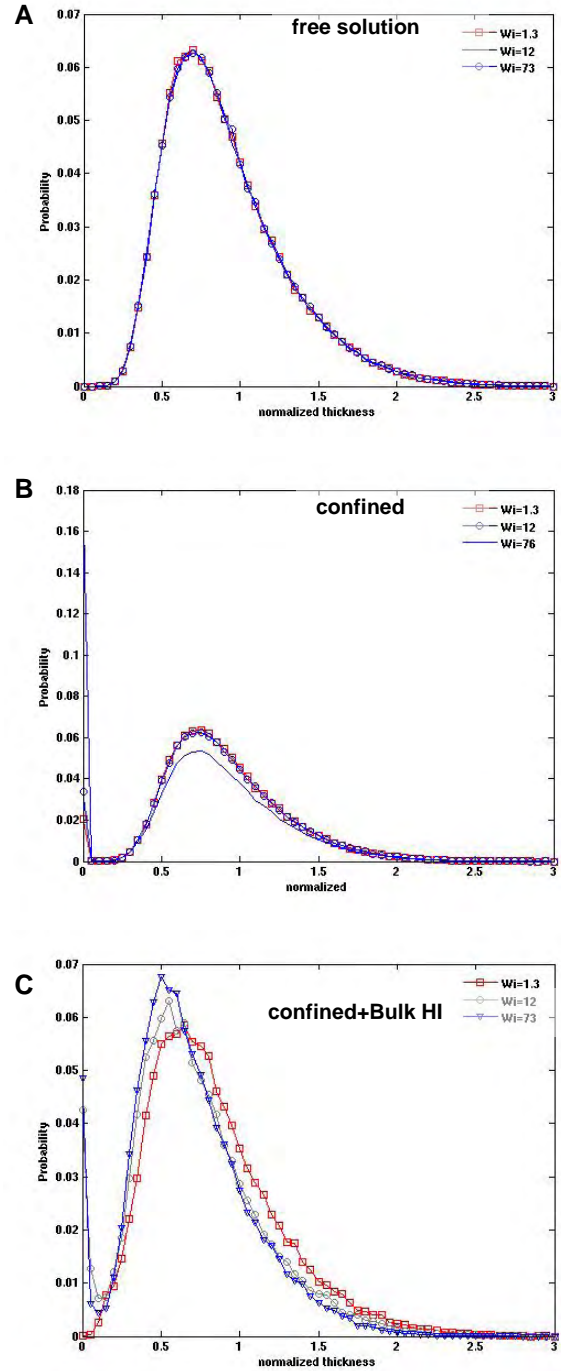 A
free solution
Wi=1.3
Wi=12
Wi=73
0.07
0.06
0.05
0.04
0.03
0.02
0.01
0
Probability
0 0.5 1 1.5 2 2.5 3
normalized thickness
B
confined
Wi=1.3
Wi=12
Wi=76
0.18
0.16
0.14
0.12
0.1
0.08
0.06
0.04
0.02
0
Probability
0 0.5 1 1.5 2 2.5 3
normalized
C
confined+Bulk HI
Wi=1.3
Wi=12
Wi=73
0.07
0.06
0.05
0.04
0.03
0.02
0.01
0
Probability
0 0.5 1 1.5 2 2.5 3
normalized thickness